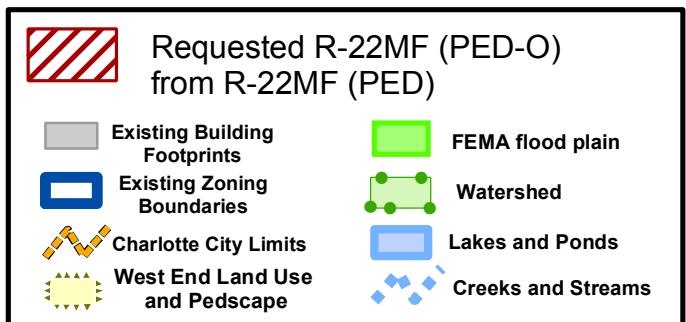 Requested R-22MF (PED-O)
from R-22MF (PED)
Existing Building
Footprints
Existing Zoning
Boundaries
Charlotte City Limits
West End Land Use
and Pedscape
FEMA flood plain
Watershed
Lakes and Ponds
Creeks and Streams